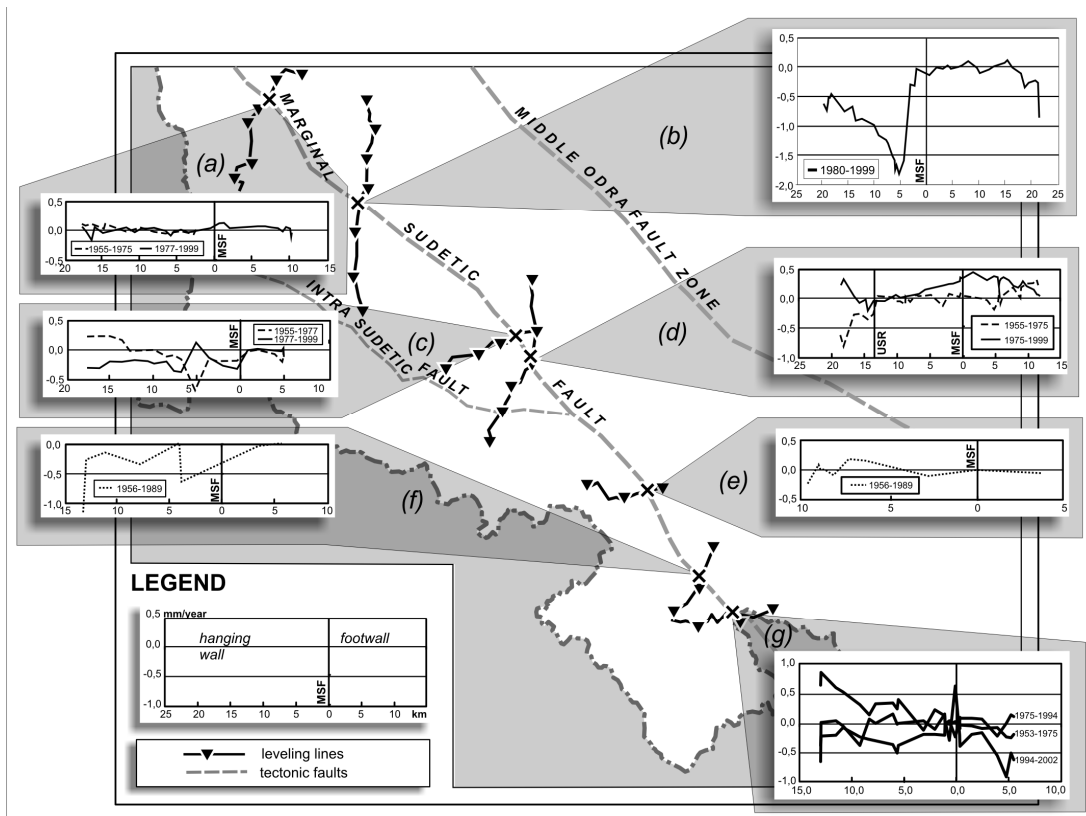 0,5
0,0
-0,5
-1,0
-1,5
-2,0
MSF
1980-1999
20 15 10 5 0 5 10 15 20 25
(b)
MARGINAL
SUDETIC
FAULT
MIDDLE ODRA FAULT ZONE
INTRA SUDETIC FAULT
(a)
0,5
0,0
-0,5
MSF
1955-1975 1977-1999
20 15 10 5 0 5 10 15
(c)
0,5
0,0
-0,5
MSF
1955-1977
1977-1999
20 15 10 5 0 5 10
(d)
0,5
0,0
-0,5
-1,0
USR
MSF
1955-1975
1975-1999
20 15 10 5 0 5 10 15
(e)
0,5
0,0
-0,5
MSF
1956-1989
10 5 0 5
(f)
0,0
-0,5
-1,0
MSF
1956-1989
15 10 5 0 5 10
(g)
1,0
0,5
0,0
-0,5
-1,0
1975-1994
1953-1975
1994-2002
15,0 10,0 5,0 0,0 5,0 10,0
LEGEND
0,5 mm/year
0,0
-0,5
-1,0
hanging
wall
footwall
MSF
25 20 15 10 5 0 5 10 km
leveling lines
tectonic faults